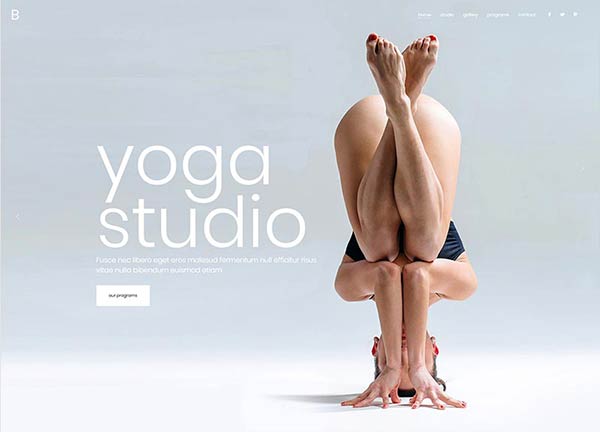 B
Home studio gallery programs contact
yoga
studio
Fusce nec libero eget eros malesud fermentum null efficitur risus
vitae nulla bibendum euismod etiam
our programs